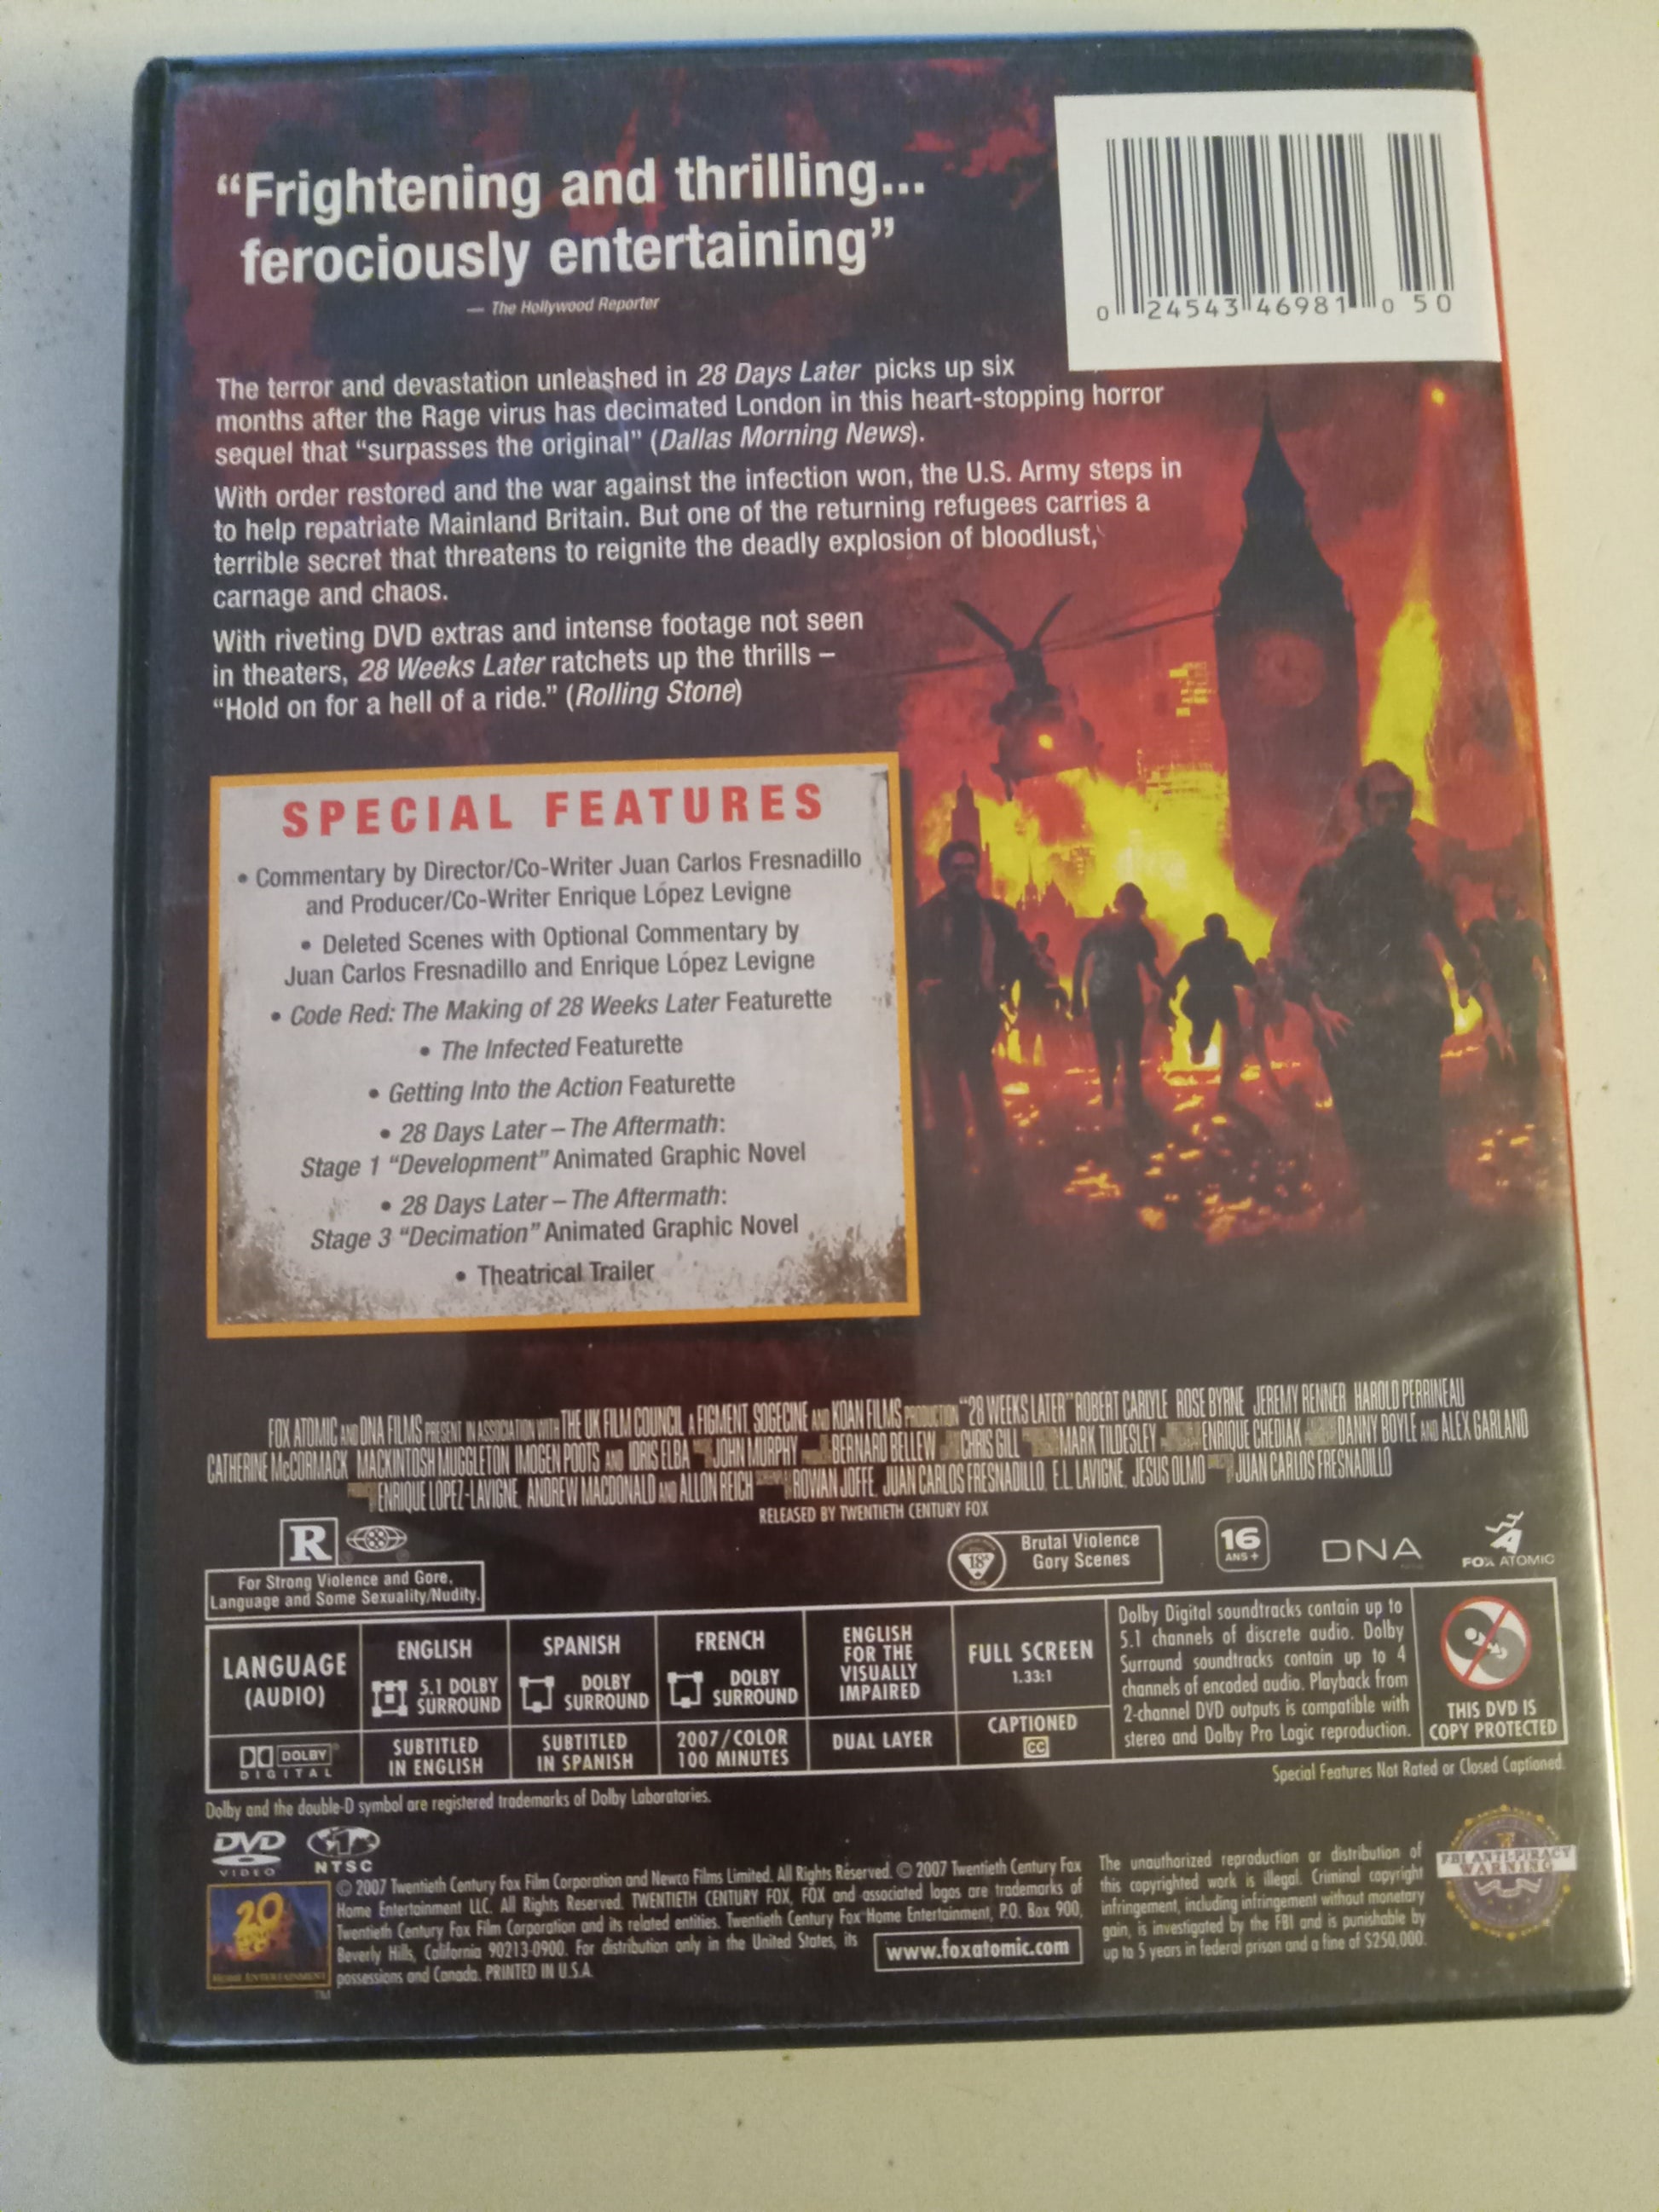 “Frightening and thrilling...
ferociously entertaining”
— The Hollywood Reporter
0 24543 46981 0 50
The terror and devastation unleashed in 28 Days Later picks up six
months after the Rage virus has decimated London in this heart-stopping horror
sequel that “surpasses the original” (Dallas Morning News).
With order restored and the war against the infection won, the U.S. Army steps in
to help repatriate Mainland Britain. But one of the returning refugees carries a
terrible secret that threatens to reignite the deadly explosion of bloodlust,
carnage and chaos.
With riveting DVD extras and intense footage not seen
in theaters, 28 Weeks Later ratchets up the thrills –
“Hold on for a hell of a ride.” (Rolling Stone)
SPECIAL FEATURES
• Commentary by Director/Co-Writer Juan Carlos Fresnadillo
and Producer/Co-Writer Enrique López Levigne
• Deleted Scenes with Optional Commentary by
Juan Carlos Fresnadillo and Enrique López Levigne
• Code Red: The Making of 28 Weeks Later Featurette
• The Infected Featurette
• Getting Into the Action Featurette
• 28 Days Later – The Aftermath:
Stage 1 “Development” Animated Graphic Novel
• 28 Days Later – The Aftermath:
Stage 3 “Decimation” Animated Graphic Novel
• Theatrical Trailer
FOX ATOMIC AND DNA FILMS PRESENT IN ASSOCIATION WITH THE UK FILM COUNCIL A FIGMENT, SOGECINE AND KOAN FILMS PRODUCTION “28 WEEKS LATER” ROBERT CARLYLE ROSE BYRNE JEREMY RENNER HAROLD PERRINEAU
CATHERINE McCORMACK MACKINTOSH MUGGLETON IMOGEN POOTS AND IDRIS ELBA JOHN MURPHY BERNARD BELLEW CHRIS GILL MARK TILDESLEY ENRIQUE CHEDIAK DANNY BOYLE AND ALEX GARLAND
ENRIQUE LOPEZ-LAVIGNE, ANDREW MACDONALD AND ALLON REICH ROWAN JOFFE, JUAN CARLOS FRESNADILLO, E.L. LAVIGNE, JESUS OLMO JUAN CARLOS FRESNADILLO
RELEASED BY TWENTIETH CENTURY FOX
R
For Strong Violence and Gore,
Language and Some Sexuality/Nudity.
18A
Brutal Violence
Gory Scenes
16
ANS +
DNA
FOX ATOMIC
LANGUAGE
(AUDIO)
ENGLISH
5.1 DOLBY
SURROUND
SPANISH
DOLBY
SURROUND
FRENCH
DOLBY
SURROUND
ENGLISH
FOR THE
VISUALLY
IMPAIRED
FULL SCREEN
1.33:1
DOLBY
DIGITAL
SUBTITLED
IN ENGLISH
SUBTITLED
IN SPANISH
2007/COLOR
100 MINUTES
DUAL LAYER
CAPTIONED
CC
Dolby Digital soundtracks contain up to
5.1 channels of discrete audio. Dolby
Surround soundtracks contain up to 4
channels of encoded audio. Playback from
2-channel DVD outputs is compatible with
stereo and Dolby Pro Logic reproduction.
THIS DVD IS
COPY PROTECTED
Special Features Not Rated or Closed Captioned.
Dolby and the double-D symbol are registered trademarks of Dolby Laboratories.
DVD
VIDEO
1
NTSC
20
HOME ENTERTAINMENT
TM
© 2007 Twentieth Century Fox Film Corporation and Newco Films Limited. All Rights Reserved. © 2007 Twentieth Century Fox
Home Entertainment LLC. All Rights Reserved. TWENTIETH CENTURY FOX, FOX and associated logos are trademarks of
Twentieth Century Fox Film Corporation and its related entities. Twentieth Century Fox Home Entertainment, P.O. Box 900,
Beverly Hills, California 90213-0900. For distribution only in the United States, its
possessions and Canada. PRINTED IN U.S.A.
www.foxatomic.com
The unauthorized reproduction or distribution of
this copyrighted work is illegal. Criminal copyright
infringement, including infringement without monetary
gain, is investigated by the FBI and is punishable by
up to 5 years in federal prison and a fine of $250,000.
FBI ANTI-PIRACY
WARNING